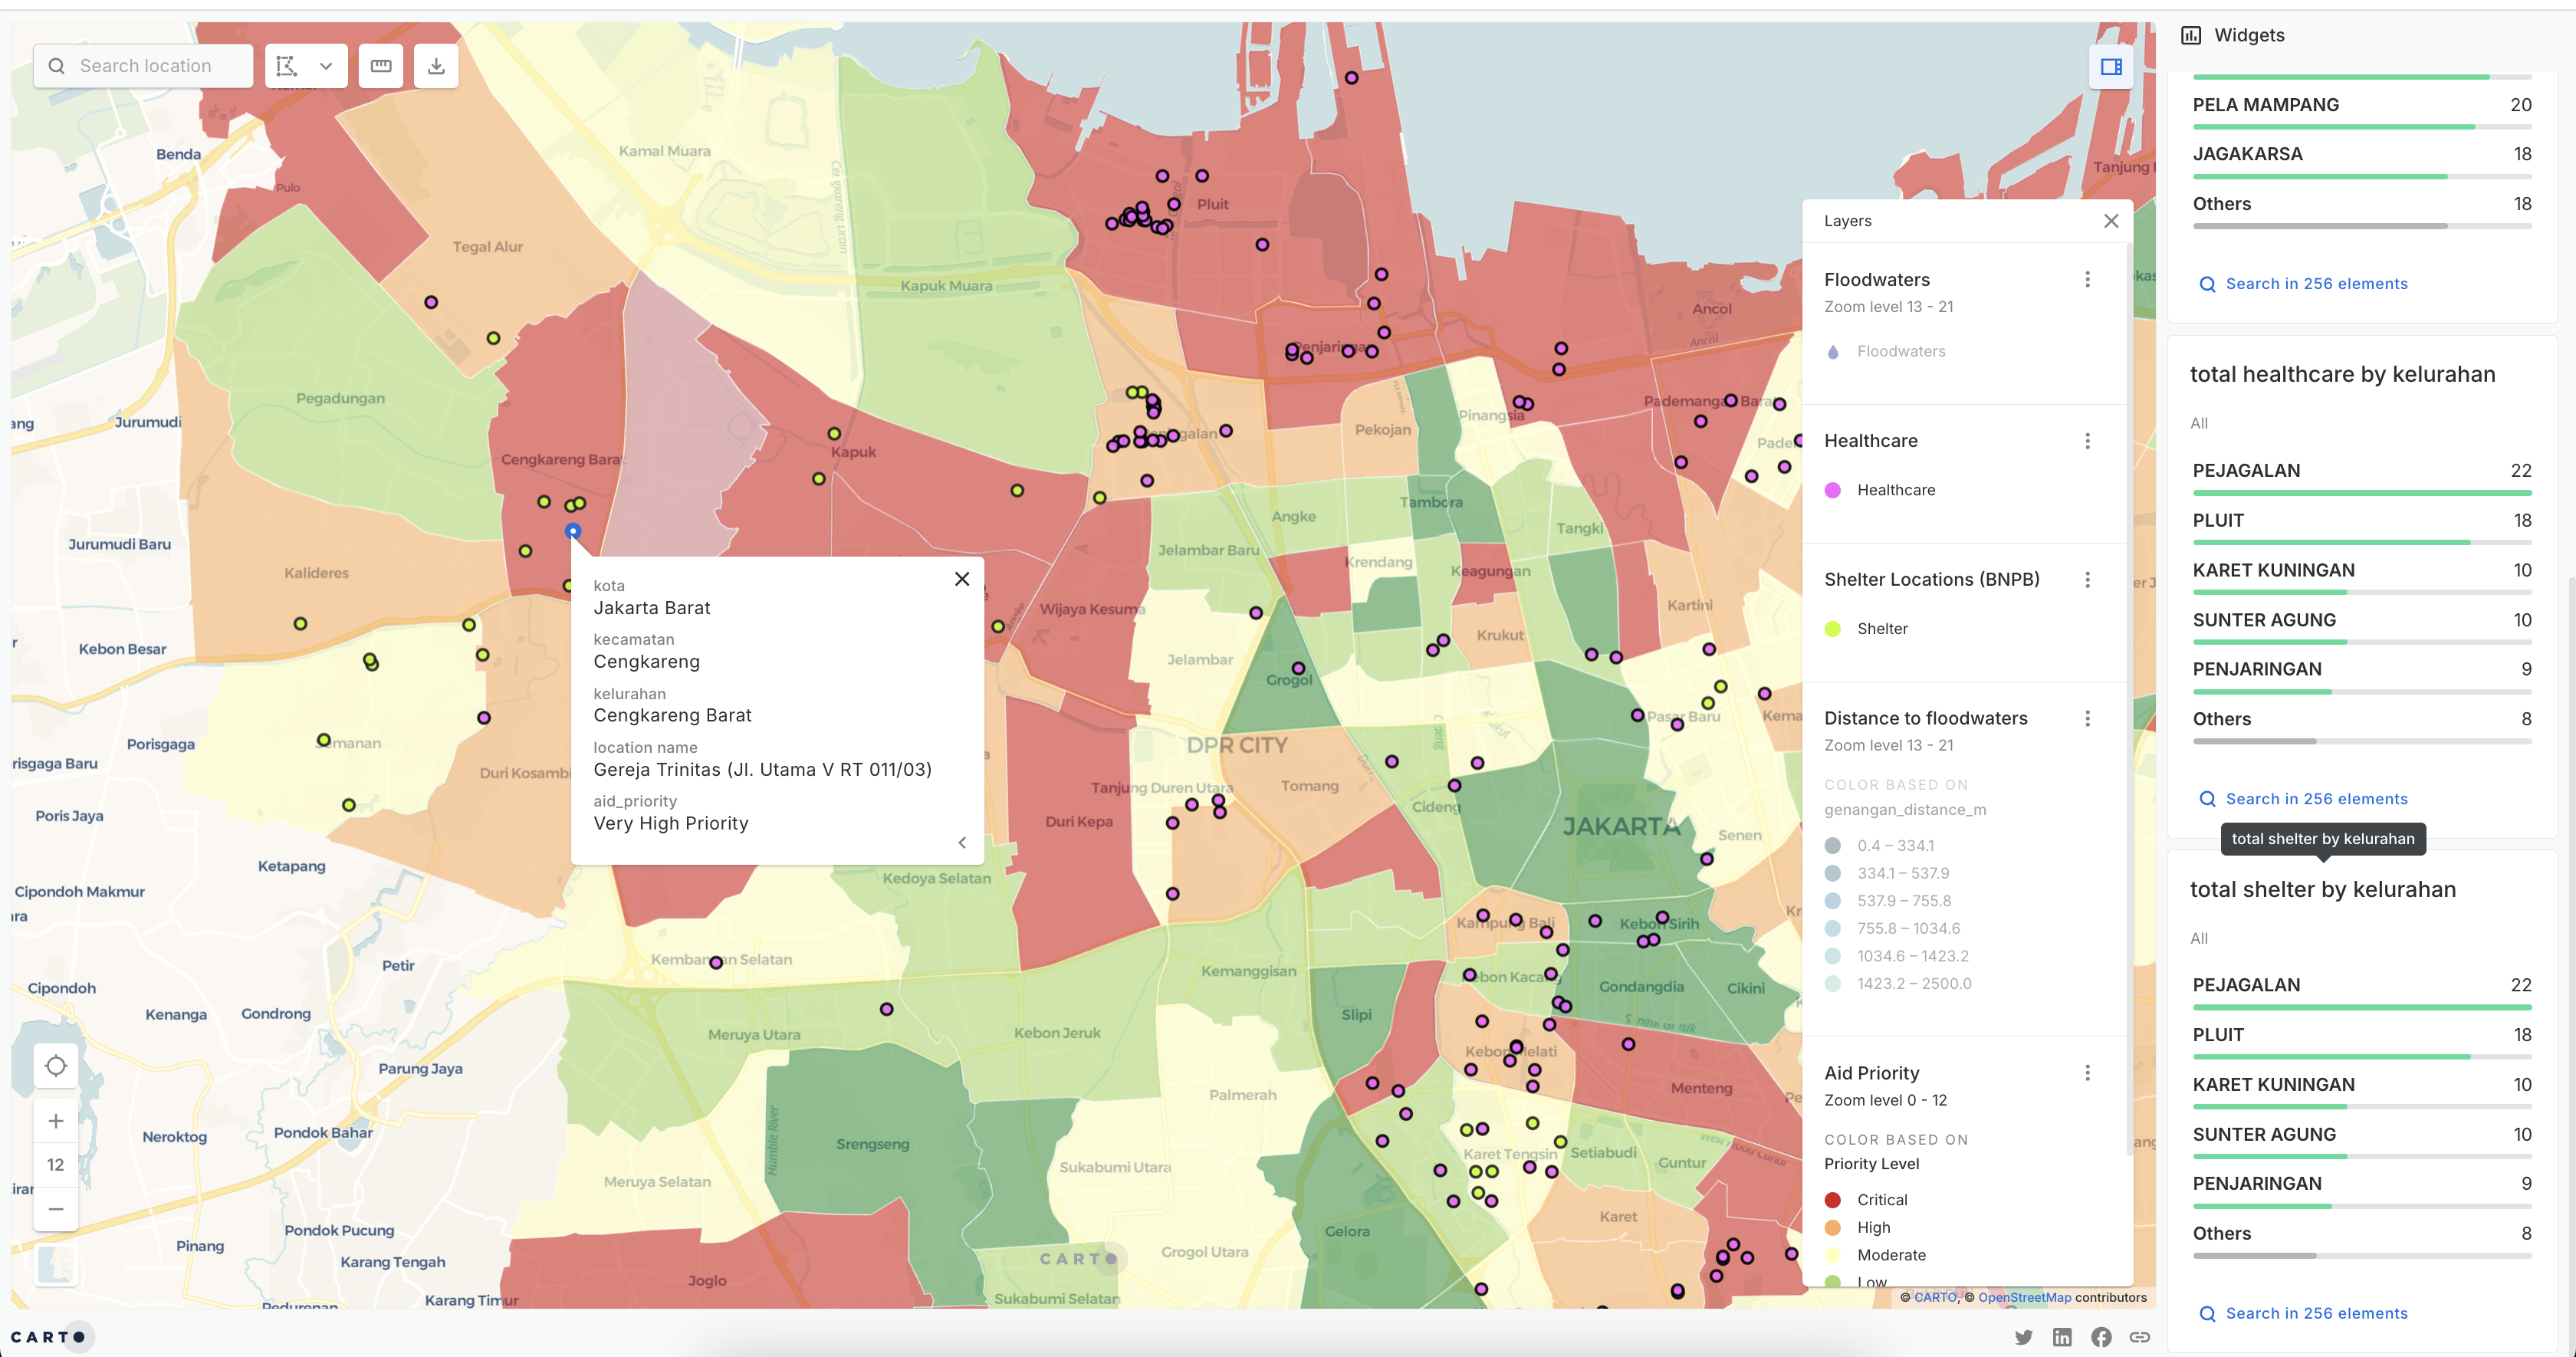 Search location
Benda
Pulo
Kamal Muara
Cengkareng Drain
Tegal Alur
Kapuk Muara
Pluit
Penjaringan
Ancol
Ancol
Tanjung
Pegadungan
Jurumudi
Cengkareng Barat
Kapuk
Pekojan
Pinangsia
Angke
Tambora
Tangki
Jurumudi Baru
Kalideres
Jelambar Baru
Krendang
Keagungan
Kartini
Wijaya Kesuma
Krukut
Kebon Besar
Jelambar
Grogol
Pasar Baru
Porisgaga
Semanan
DPR CITY
Duri Kosambi
Tanjung Duren Utara
Tomang
Cideng
JAKARTA
Senen
Poris Jaya
Duri Kepa
Ketapang
Kedoya Selatan
Cipondoh Makmur
Kampung Bali
Kebon Sirih
Petir
Kembangan Selatan
Kemanggisan
Cipondoh
Gondangdia
Cikini
Kenanga
Gondrong
Meruya Utara
Kebon Jeruk
Slipi
Kebon Melati
Parung Jaya
Palmerah
Menteng
Neroktog
Pondok Bahar
Humble River
Srengseng
Sukabumi Utara
Karet Tengsin
Setiabudi
Guntur
Meruya Selatan
Karet
Pondok Pucung
Pinang
Karang Tengah
Gelora
Grogol Utara
CARTO
Joglo
Karang Timur
Sukabumi Selatan
12
kota
Jakarta Barat
kecamatan
Cengkareng
kelurahan
Cengkareng Barat
location name
Gereja Trinitas (Jl. Utama V RT 011/03)
aid_priority
Very High Priority
Layers
Floodwaters
Zoom level 13 - 21
Floodwaters
Healthcare
Healthcare
Shelter Locations (BNPB)
Shelter
Distance to floodwaters
Zoom level 13 - 21
COLOR BASED ON
genangan_distance_m
0.4 – 334.1
334.1 – 537.9
537.9 – 755.8
755.8 – 1034.6
1034.6 – 1423.2
1423.2 – 2500.0
Aid Priority
Zoom level 0 - 12
COLOR BASED ON
Priority Level
Critical
High
Moderate
Low
© CARTO, © OpenStreetMap contributors
CARTO
Widgets
PELA MAMPANG 20
JAGAKARSA 18
Others 18
Search in 256 elements
total healthcare by kelurahan
All
PEJAGALAN 22
PLUIT 18
KARET KUNINGAN 10
SUNTER AGUNG 10
PENJARINGAN 9
Others 8
Search in 256 elements
total shelter by kelurahan
total shelter by kelurahan
All
PEJAGALAN 22
PLUIT 18
KARET KUNINGAN 10
SUNTER AGUNG 10
PENJARINGAN 9
Others 8
Search in 256 elements